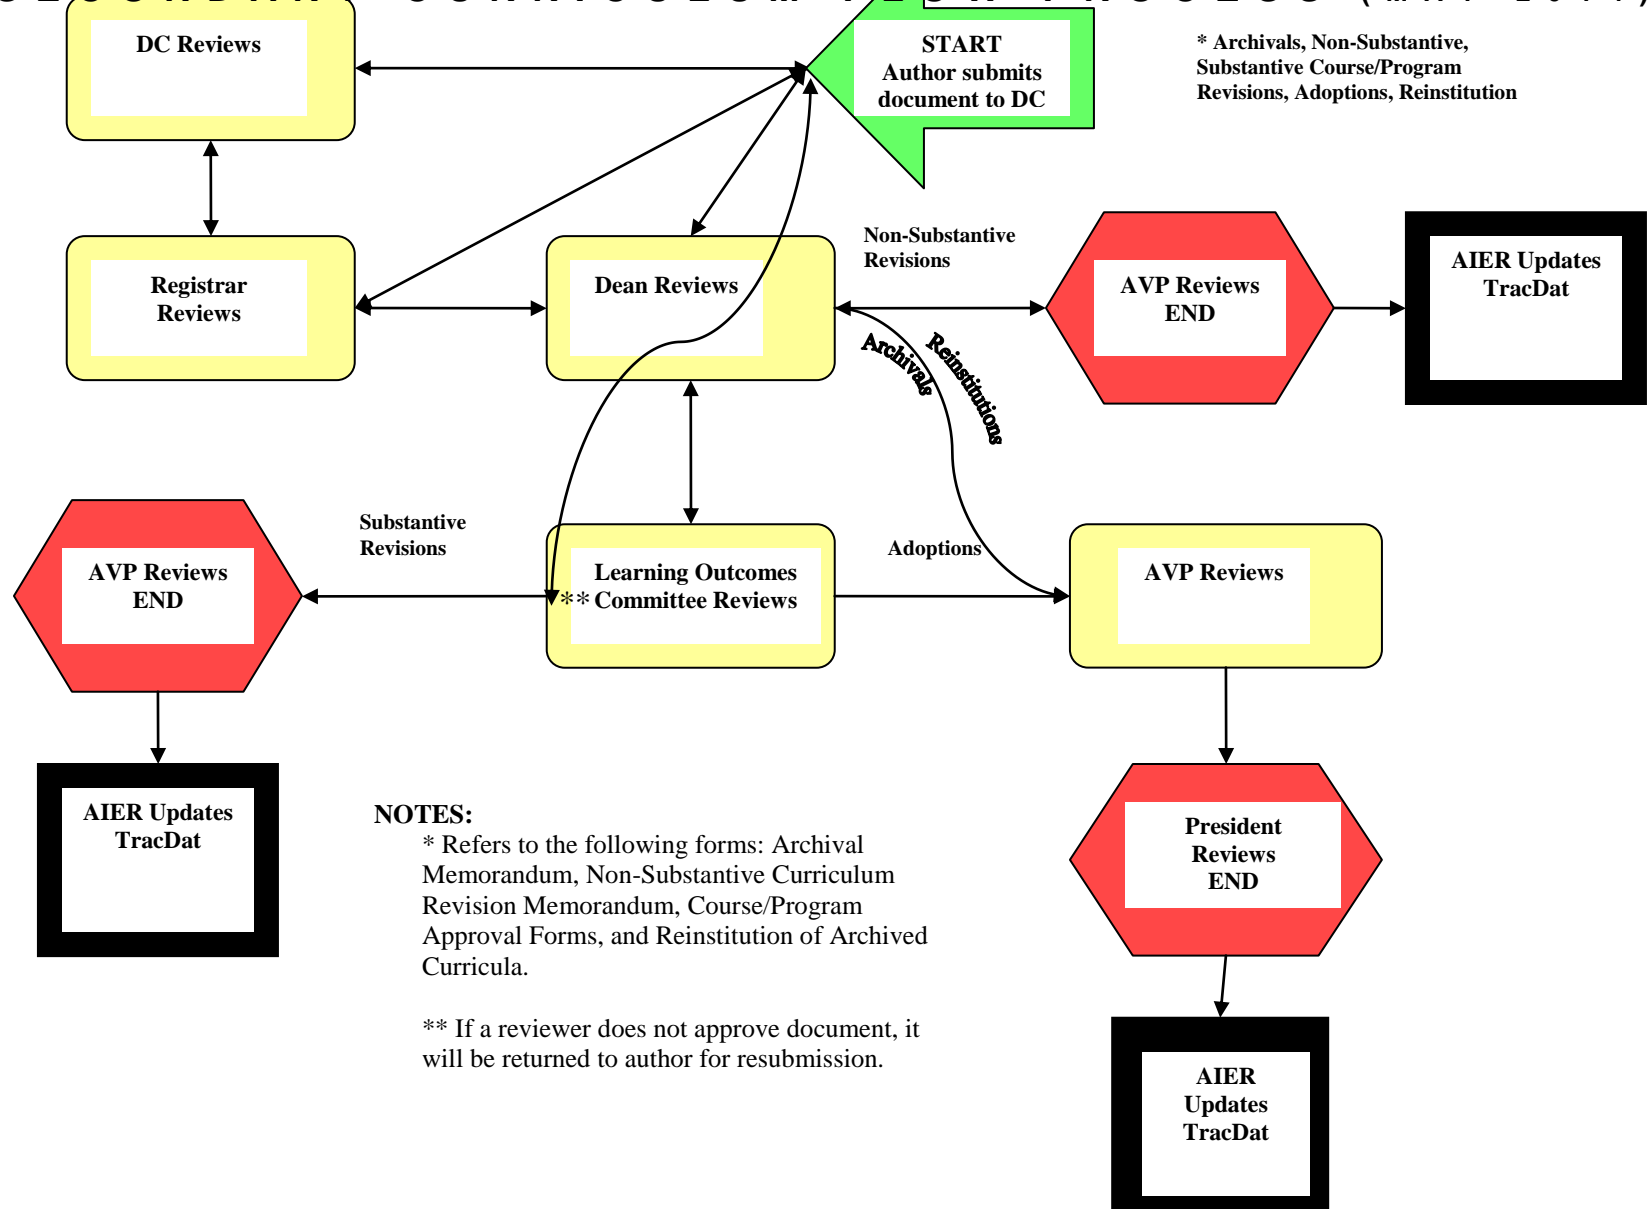 DC Reviews
START
Author submits
document to DC
* Archivals, Non-Substantive,
Substantive Course/Program
Revisions, Adoptions, Reinstitution
Registrar
Reviews
Dean Reviews
Non-Substantive
Revisions
AVP Reviews
END
AIER Updates
TracDat
Archivals
Reinstitutions
AVP Reviews
END
Substantive
Revisions
Learning Outcomes
** Committee Reviews
Adoptions
AVP Reviews
AIER Updates
TracDat
NOTES:
* Refers to the following forms: Archival
Memorandum, Non-Substantive Curriculum
Revision Memorandum, Course/Program
Approval Forms, and Reinstitution of Archived
Curricula.
** If a reviewer does not approve document, it
will be returned to author for resubmission.
President
Reviews
END
AIER
Updates
TracDat